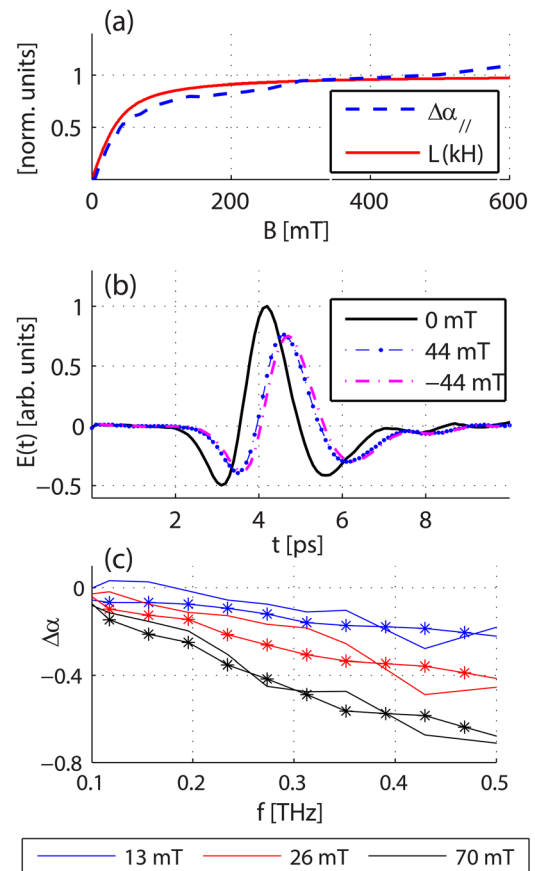 (a)
[norm. units]
1
0.5
Δα//
L(kH)
0 200 400 600
B [mT]
(b)
E(t) [arb. units]
1
0.5
0
−0.5
0 mT
44 mT
−44 mT
2 4 6 8
t [ps]
(c)
Δα
0
−0.4
−0.8
0.1 0.2 0.3 0.4 0.5
f [THz]
13 mT 26 mT 70 mT